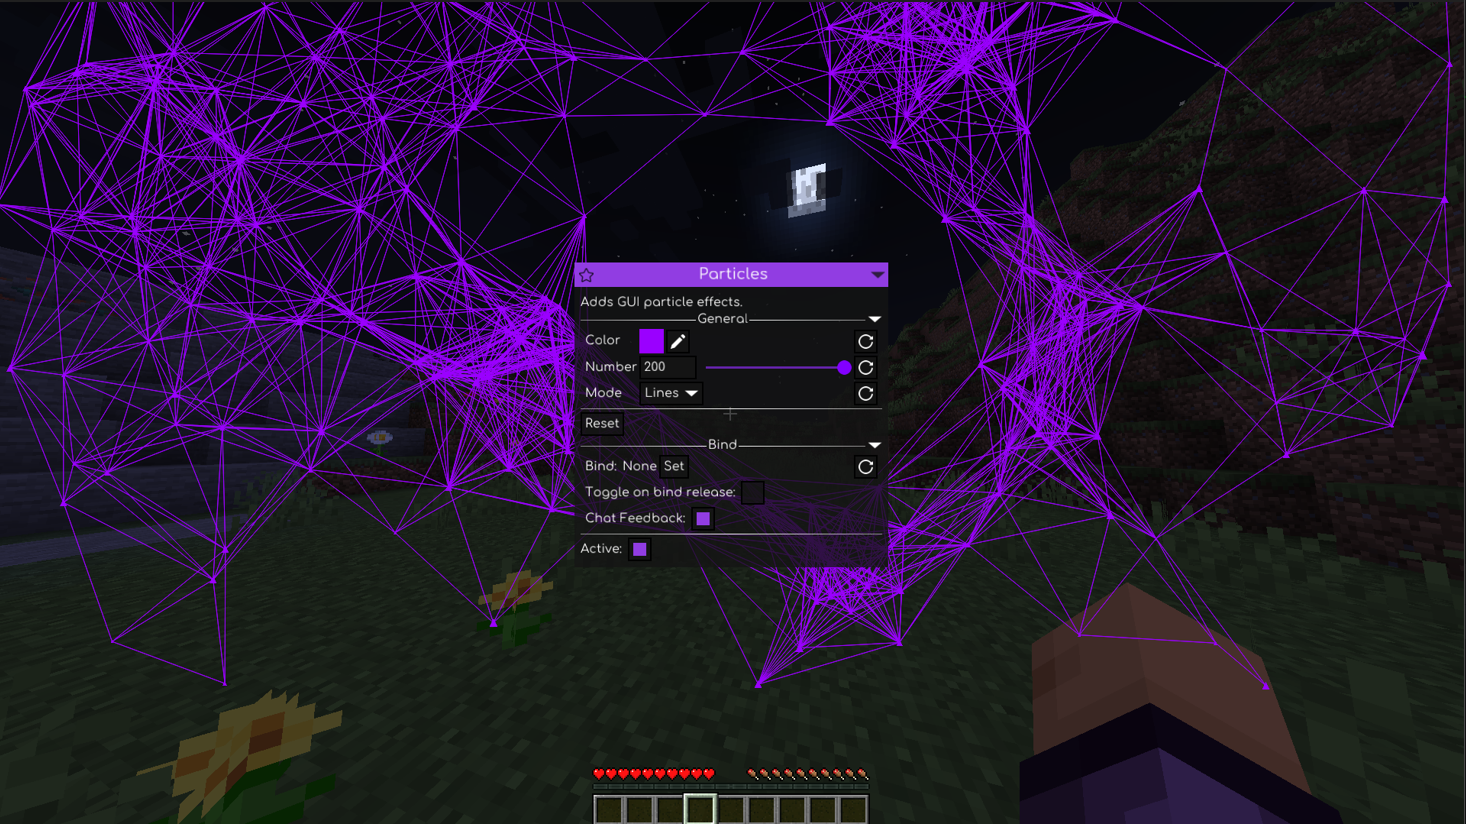 Particles
Adds GUI particle effects.
General
Color
Number 200
Mode Lines
Reset
Bind
Bind: None Set
Toggle on bind release:
Chat Feedback:
Active: